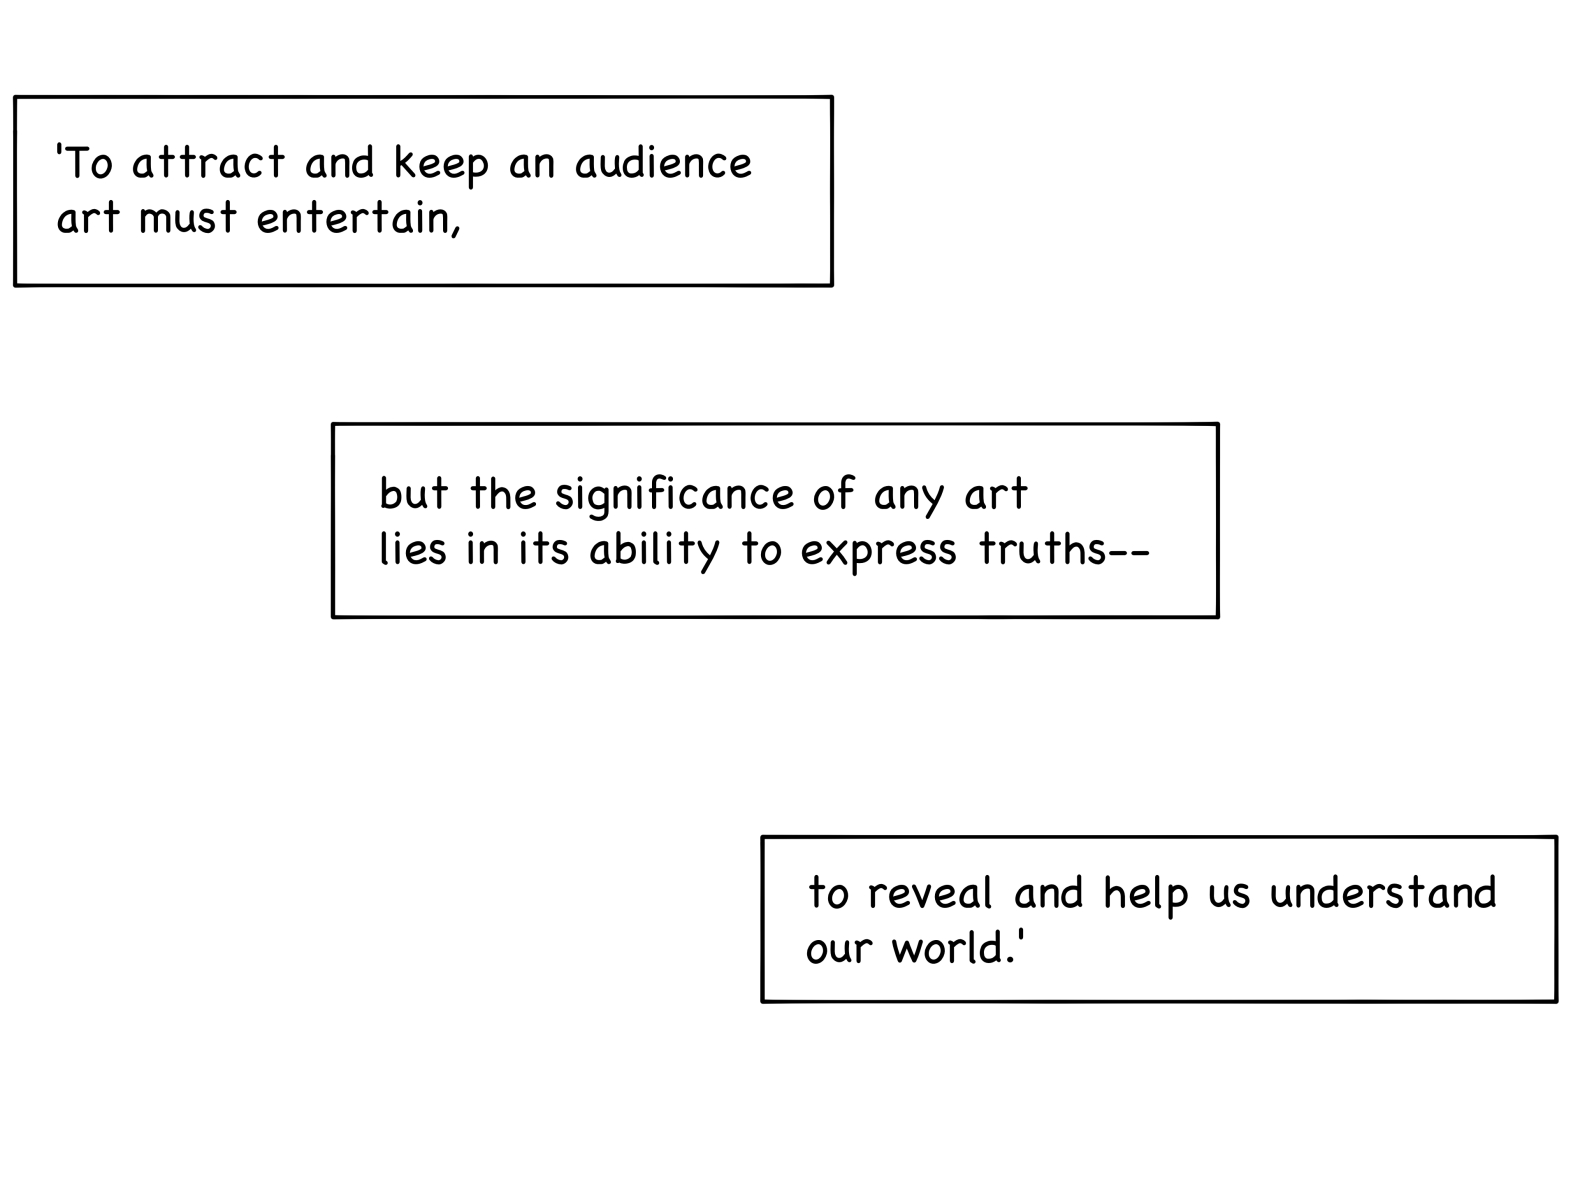 'To attract and keep an audience
art must entertain,
but the significance of any art
lies in its ability to express truths--
to reveal and help us understand
our world.'